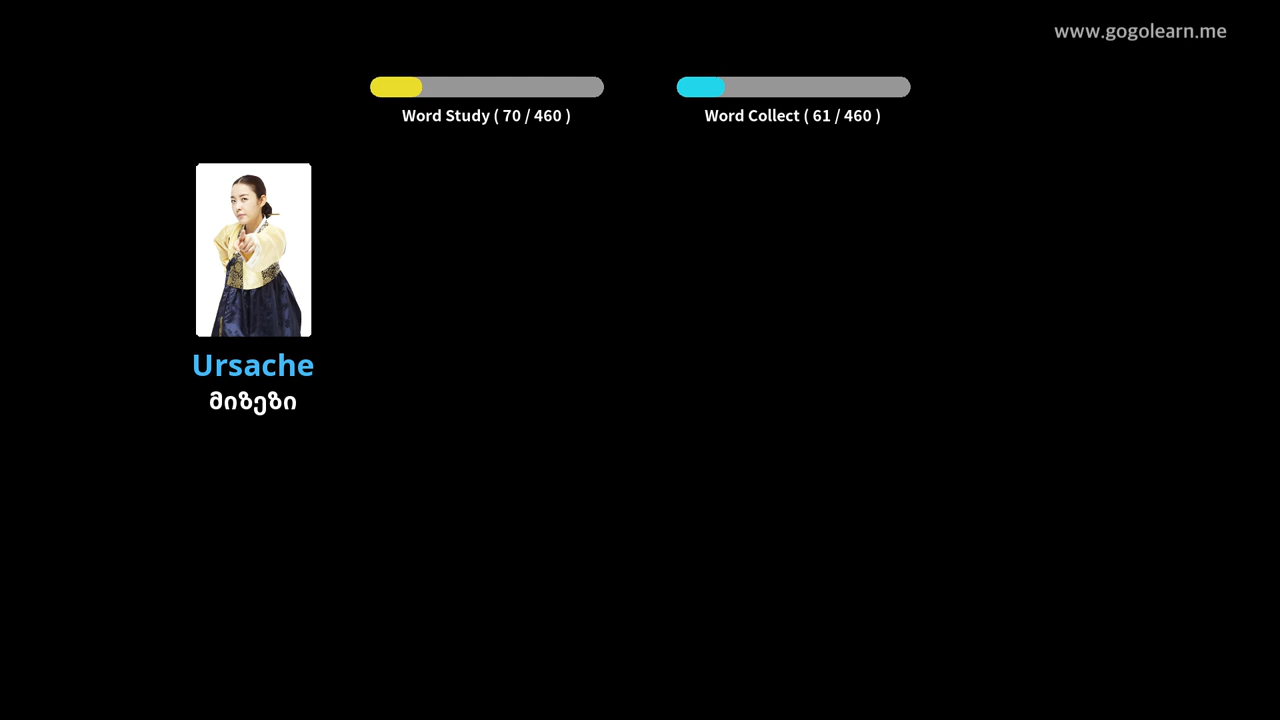 www.gogolearn.me
Word Study ( 70 / 460 )
Word Collect ( 61 / 460 )
Ursache
მიზეზი